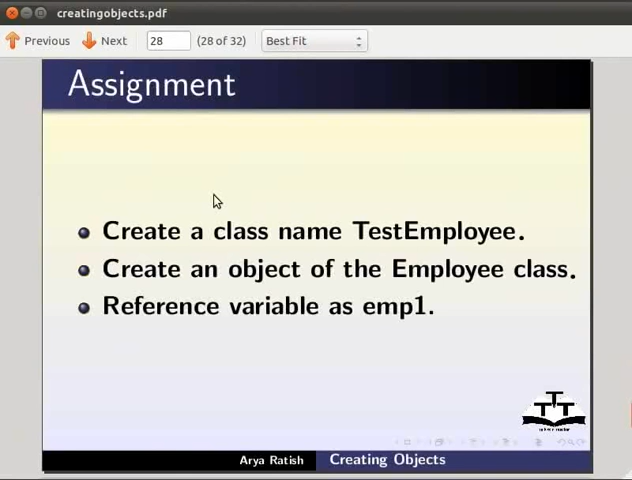 creatingobjects.pdf
Previous Next 28 (28 of 32) Best Fit
Assignment
Create a class name TestEmployee.
Create an object of the Employee class.
Reference variable as emp1.
TTT
Arya Ratish Creating Objects